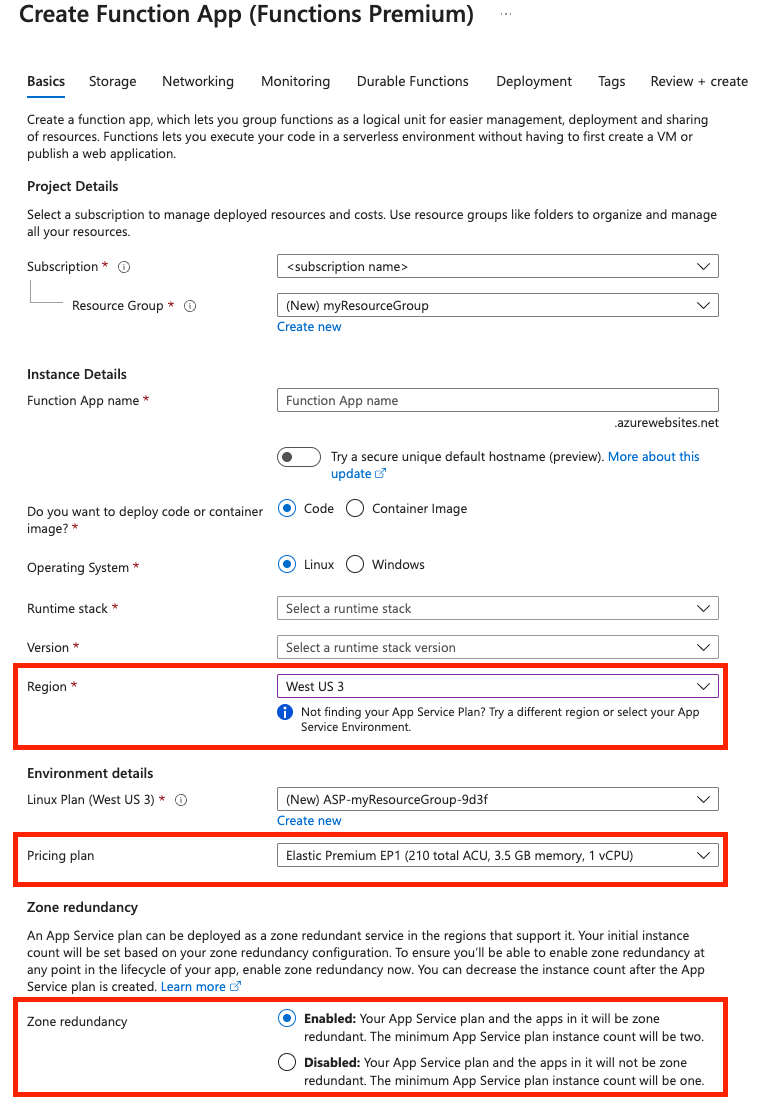 Create Function App (Functions Premium) ...
Basics Storage Networking Monitoring Durable Functions Deployment Tags Review + create
Create a function app, which lets you group functions as a logical unit for easier management, deployment and sharing
of resources. Functions lets you execute your code in a serverless environment without having to first create a VM or
publish a web application.
Project Details
Select a subscription to manage deployed resources and costs. Use resource groups like folders to organize and manage
all your resources.
Subscription * <subscription name>
Resource Group * (New) myResourceGroup
Create new
Instance Details
Function App name * Function App name
.azurewebsites.net
Try a secure unique default hostname (preview). More about this
update
Do you want to deploy code or container
image? *
Code Container Image
Operating System * Linux Windows
Runtime stack * Select a runtime stack
Version * Select a runtime stack version
Region * West US 3
Not finding your App Service Plan? Try a different region or select your App
Service Environment.
Environment details
Linux Plan (West US 3) * (New) ASP-myResourceGroup-9d3f
Create new
Pricing plan Elastic Premium EP1 (210 total ACU, 3.5 GB memory, 1 vCPU)
Zone redundancy
An App Service plan can be deployed as a zone redundant service in the regions that support it. Your initial instance
count will be set based on your zone redundancy configuration. To ensure you'll be able to enable zone redundancy at
any point in the lifecycle of your app, enable zone redundancy now. You can decrease the instance count after the App
Service plan is created. Learn more
Zone redundancy
Enabled: Your App Service plan and the apps in it will be zone
redundant. The minimum App Service plan instance count will be two.
Disabled: Your App Service plan and the apps in it will not be zone
redundant. The minimum App Service plan instance count will be one.